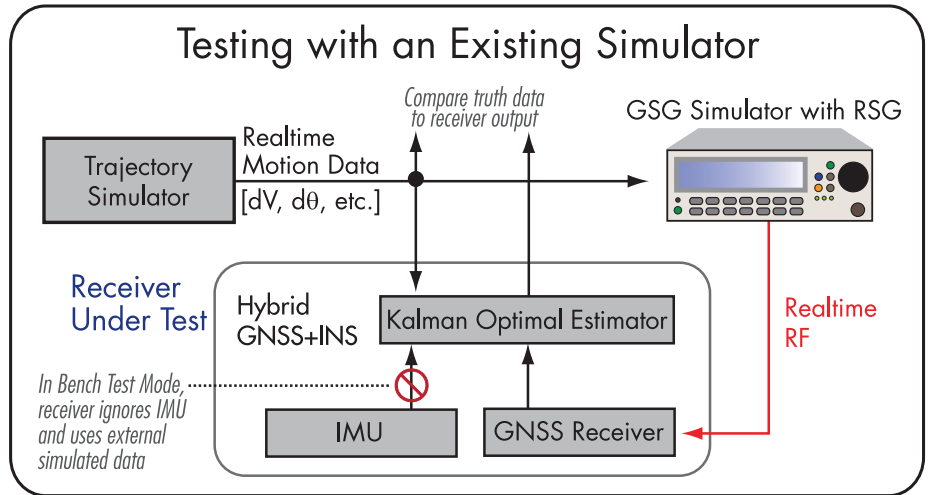 Testing with an Existing Simulator
Compare truth data
to receiver output
GSG Simulator with RSG
Trajectory
Simulator
Realtime
Motion Data
[dV, dθ, etc.]
Receiver
Under Test
Hybrid
GNSS+INS
Kalman Optimal Estimator
Realtime
RF
In Bench Test Mode,
receiver ignores IMU
and uses external
simulated data
IMU
GNSS Receiver